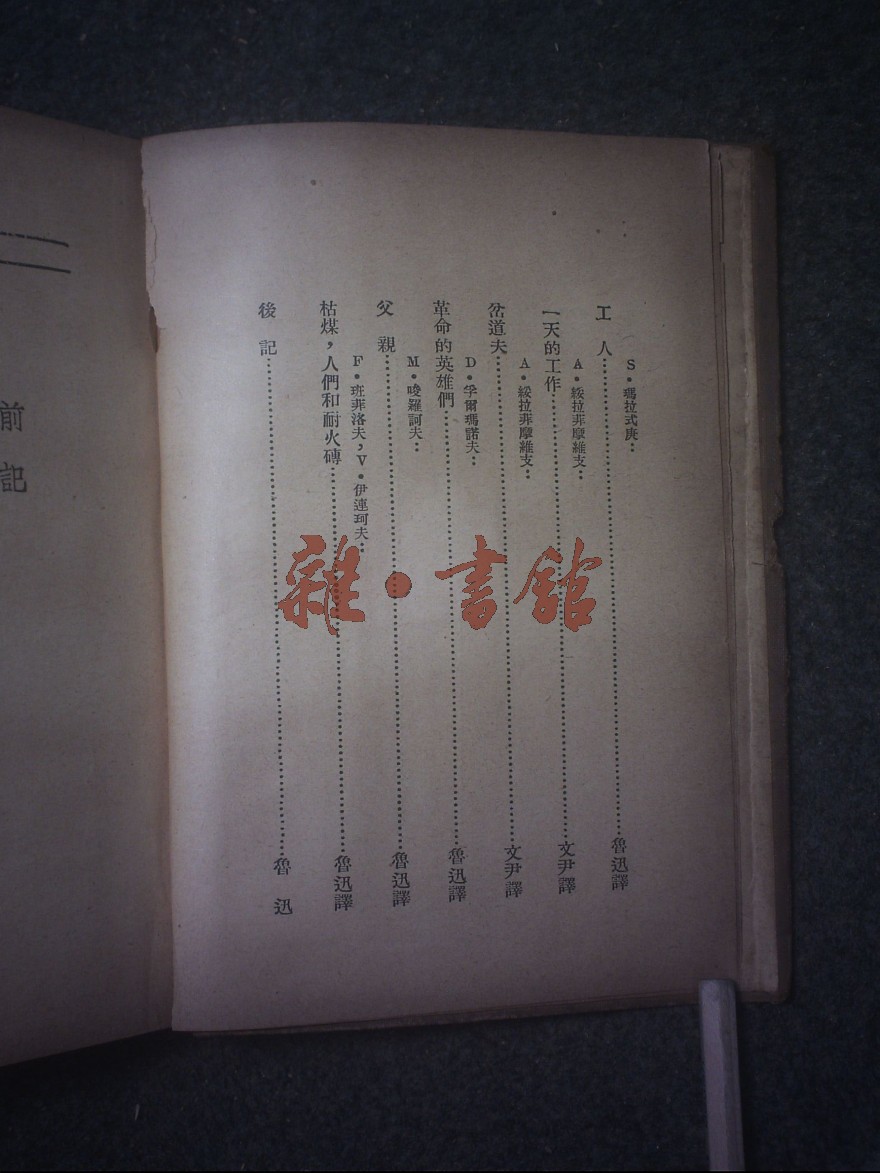 S・瑪拉式庚：
工人……魯迅譯
A・綏拉菲摩維支：
一天的工作……文尹譯
A・綏拉菲摩維支：
岔道夫……文尹譯
D・孚爾瑪諾夫：
革命的英雄們……魯迅譯
M・唆羅訶夫：
父親……魯迅譯
F・班菲洛夫，V・伊連珂夫：
枯煤，人們和耐火磚……魯迅譯
後記……魯迅
前記
雜・書館